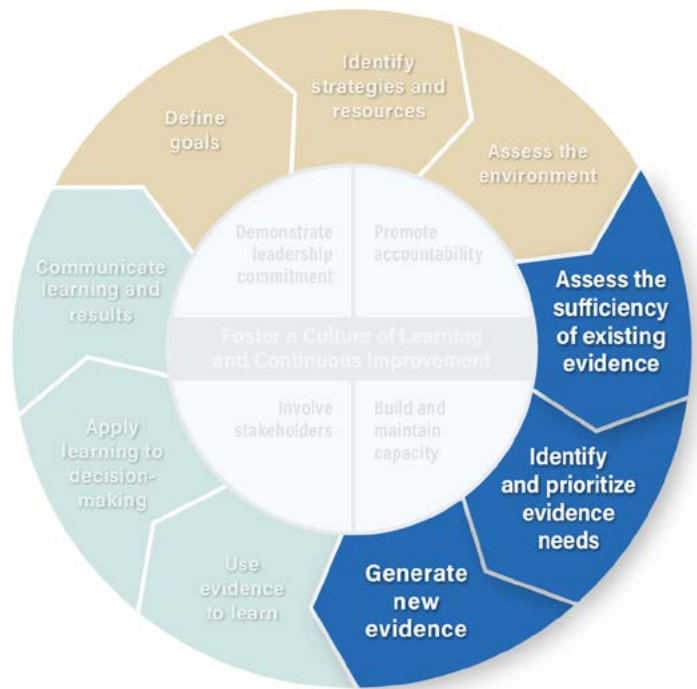 Identify
strategies and
resources
Define
goals
Assess the
environment
Assess the
sufficiency
of existing
evidence
Identify
and prioritize
evidence
needs
Generate
new
evidence
Use
evidence
to learn
Apply
learning to
decision-
making
Communicate
learning and
results
Demonstrate
leadership
commitment
Promote
accountability
Foster a Culture of Learning
and Continuous Improvement
Involve
stakeholders
Build and
maintain
capacity